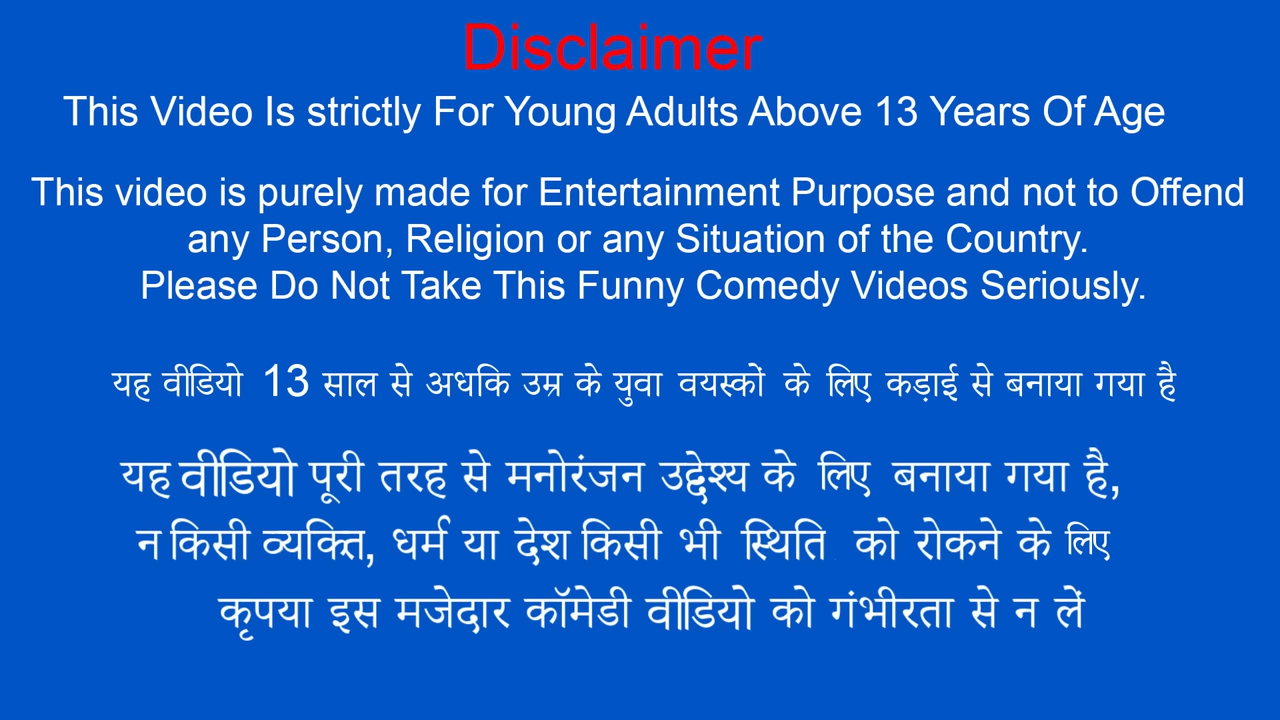 Disclaimer
This Video Is strictly For Young Adults Above 13 Years Of Age
This video is purely made for Entertainment Purpose and not to Offend
any Person, Religion or any Situation of the Country.
Please Do Not Take This Funny Comedy Videos Seriously.
यह वीडियो 13 साल से अधकि उम्र के युवा वयस्कों के लिए कड़ाई से बनाया गया है
यह वीडियो पूरी तरह से मनोरंजन उद्देश्य के लिए बनाया गया है,
न किसी व्यक्ति, धर्म या देश किसी भी स्थिति को रोकने के लिए
कृपया इस मजेदार कॉमेडी वीडियो को गंभीरता से न लें